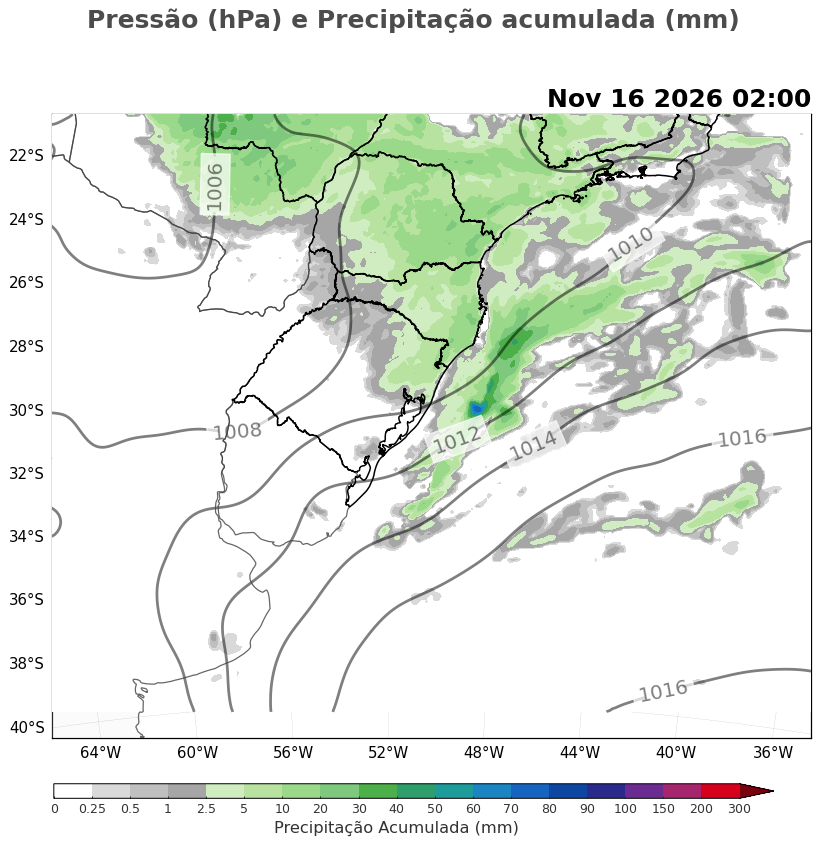 Pressão (hPa) e Precipitação acumulada (mm)
Nov 16 2026 02:00
22°S
24°S
26°S
28°S
30°S
32°S
34°S
36°S
38°S
40°S
1006
1010
1008
1012
1014
1016
1016
64°W 60°W 56°W 52°W 48°W 44°W 40°W 36°W
0 0.25 0.5 1 2.5 5 10 20 30 40 50 60 70 80 90 100 150 200 300
Precipitação Acumulada (mm)